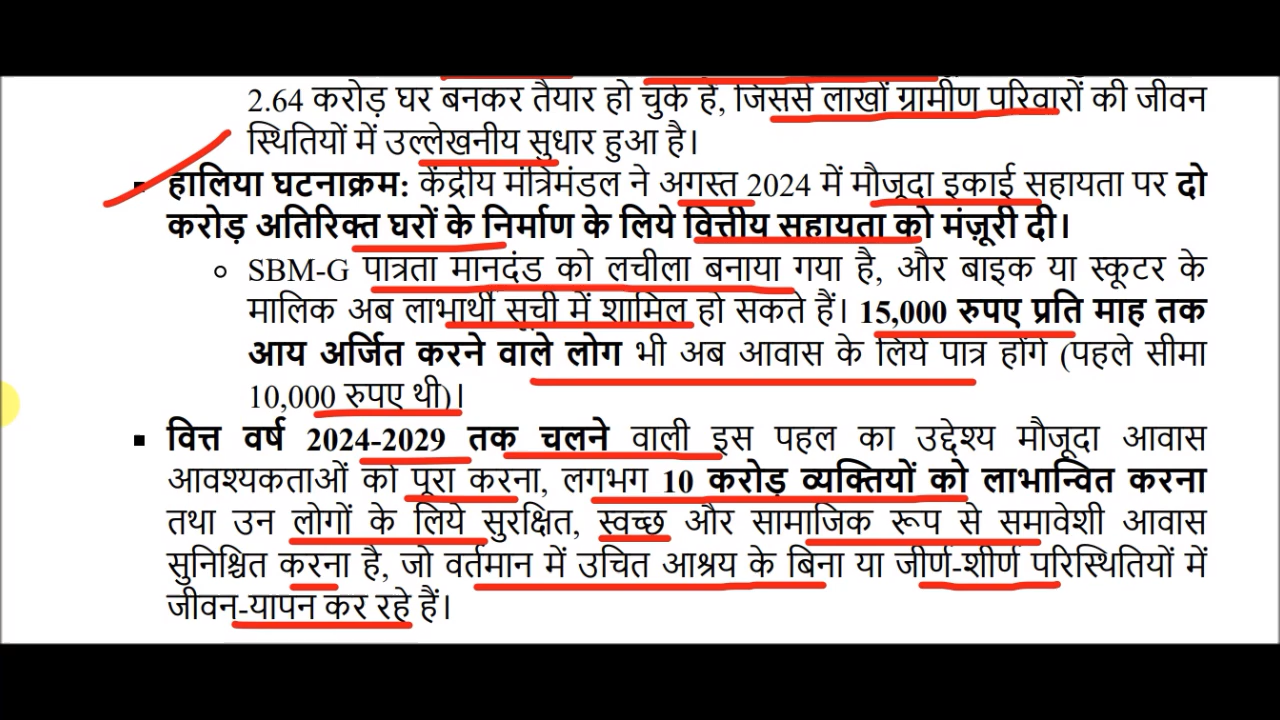 2.64 करोड़ घर बनकर तैयार हो चुके हैं, जिससे लाखों ग्रामीण परिवारों की जीवन
स्थितियों में उल्लेखनीय सुधार हुआ है।
▪ हालिया घटनाक्रम: केंद्रीय मंत्रिमंडल ने अगस्त 2024 में मौजूदा इकाई सहायता पर दो
करोड़ अतिरिक्त घरों के निर्माण के लिये वित्तीय सहायता को मंज़ूरी दी।
○ SBM-G पात्रता मानदंड को लचीला बनाया गया है, और बाइक या स्कूटर के
मालिक अब लाभार्थी सूची में शामिल हो सकते हैं। 15,000 रुपए प्रति माह तक
आय अर्जित करने वाले लोग भी अब आवास के लिये पात्र होंगे (पहले सीमा
10,000 रुपए थी)।
▪ वित्त वर्ष 2024-2029 तक चलने वाली इस पहल का उद्देश्य मौजूदा आवास
आवश्यकताओं को पूरा करना, लगभग 10 करोड़ व्यक्तियों को लाभान्वित करना
तथा उन लोगों के लिये सुरक्षित, स्वच्छ और सामाजिक रूप से समावेशी आवास
सुनिश्चित करना है, जो वर्तमान में उचित आश्रय के बिना या जीर्ण-शीर्ण परिस्थितियों में
जीवन-यापन कर रहे हैं।